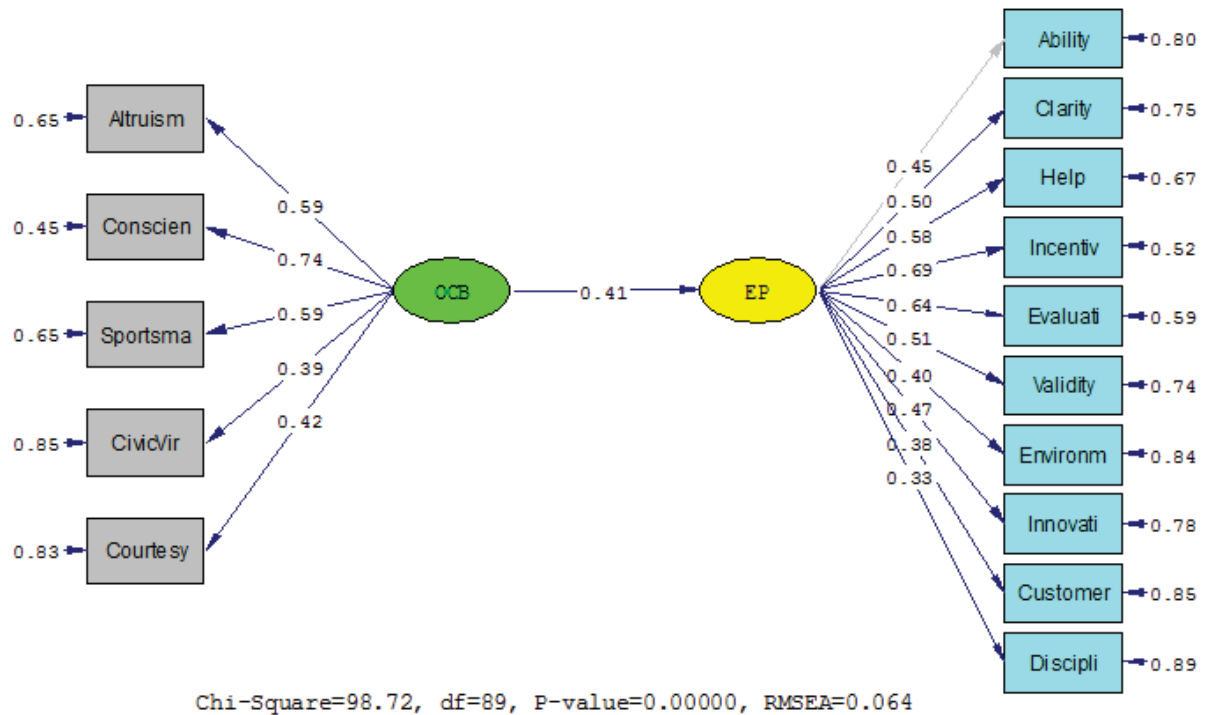 0.65 Altruism
0.45 Conscien
0.65 Sportsma
0.85 CivicVir
0.83 Courtesy
0.59
0.74
0.59
0.39
0.42
OCB
0.41
EP
0.45
0.50
0.58
0.69
0.64
0.51
0.40
0.47
0.38
0.33
Ability 0.80
Clarity 0.75
Help 0.67
Incentiv 0.52
Evaluati 0.59
Validity 0.74
Environm 0.84
Innovati 0.78
Customer 0.85
Discipli 0.89
Chi-Square=98.72, df=89, P-value=0.00000, RMSEA=0.064